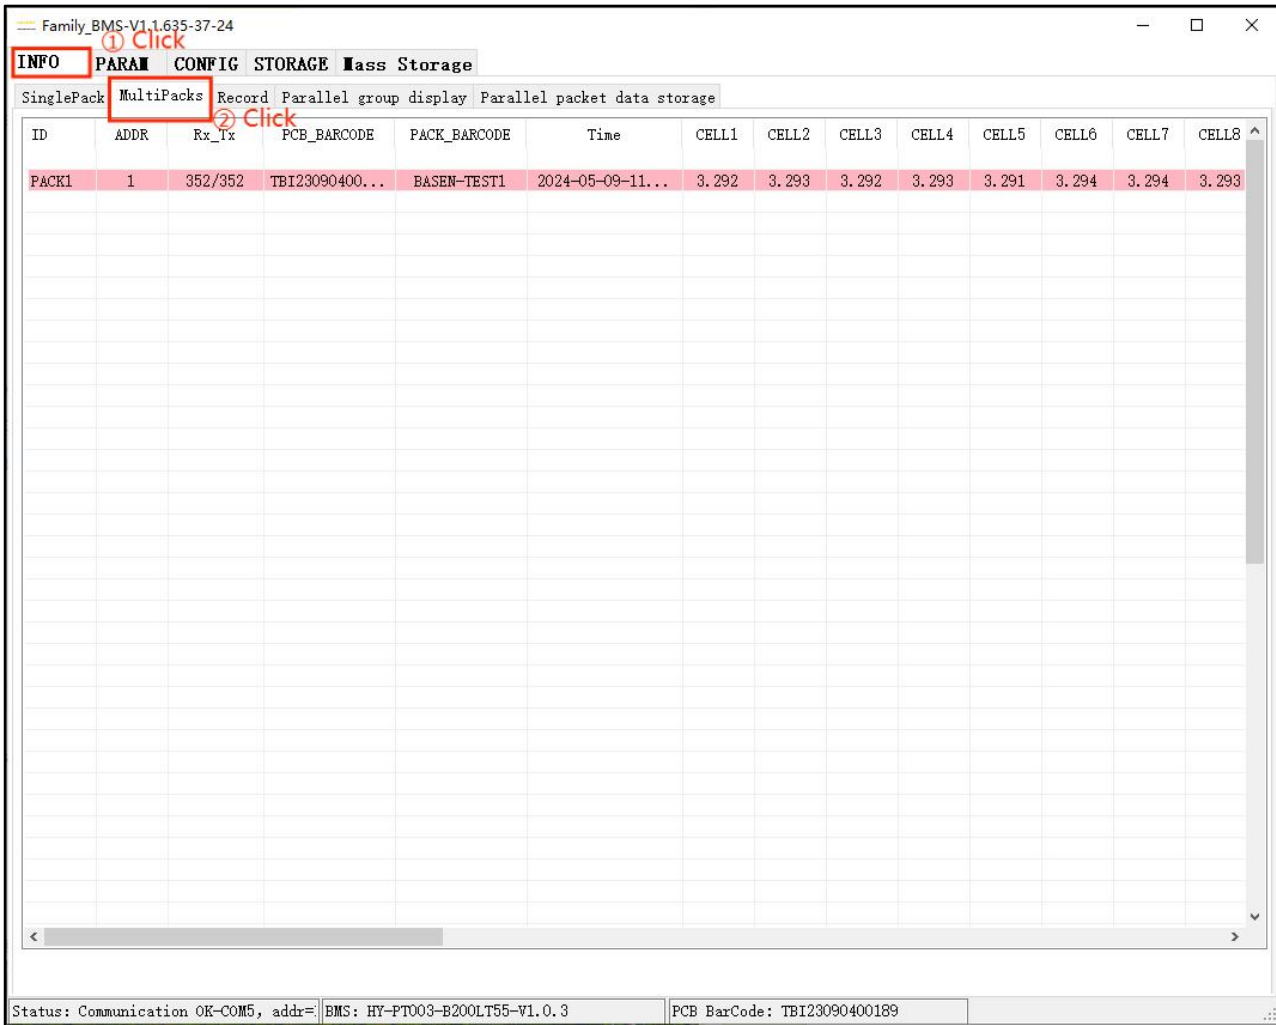 Family_BMS-V1.1.635-37-24
① Click
INFO PARAM CONFIG STORAGE Mass Storage
SinglePack MultiPacks Record Parallel group display Parallel packet data storage
② Click
ID ADDR Rx_Tx PCB_BARCODE PACK_BARCODE Time CELL1 CELL2 CELL3 CELL4 CELL5 CELL6 CELL7 CELL8
PACK1 1 352/352 TBI23090400... BASEN-TEST1 2024-05-09-11... 3.292 3.293 3.292 3.293 3.291 3.294 3.294 3.293
Status: Communication OK-COM5, addr= BMS: HY-PT003-B200LT55-V1.0.3 PCB BarCode: TBI23090400189